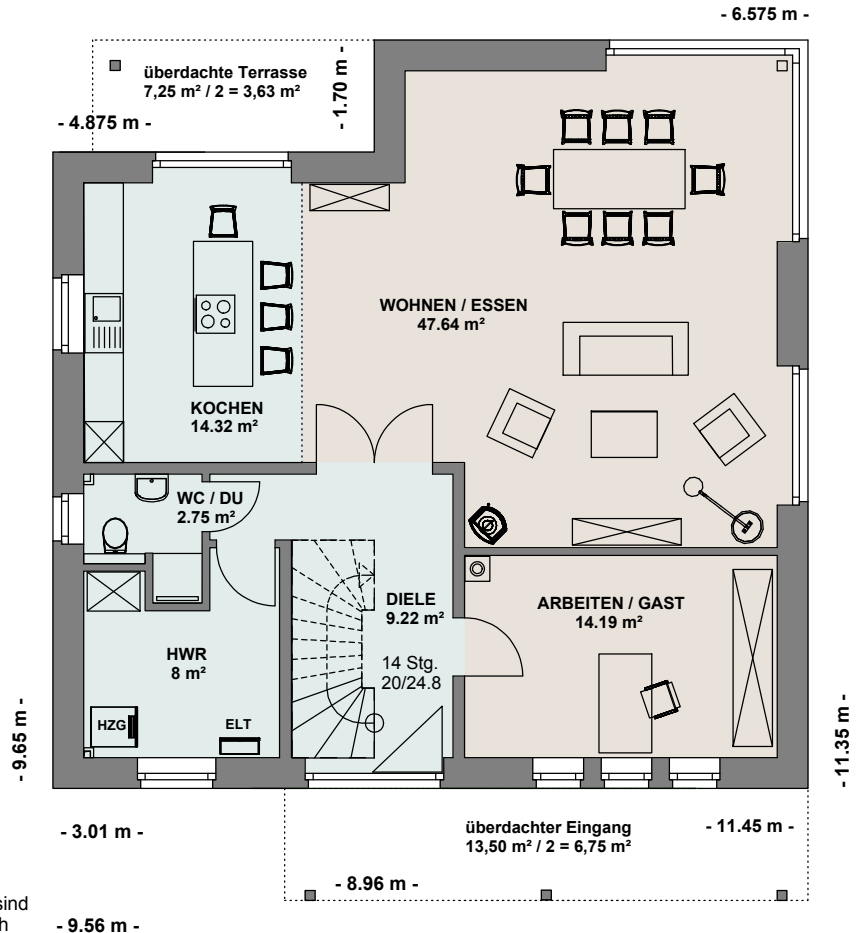 - 6.575 m -
überdachte Terrasse
7,25 m² / 2 = 3,63 m²
- 1.70 m -
- 4.875 m -
WOHNEN / ESSEN
47.64 m²
KOCHEN
14.32 m²
WC / DU
2.75 m²
DIELE
9.22 m²
ARBEITEN / GAST
14.19 m²
HWR
8 m²
14 Stg.
20/24.8
HZG
ELT
- 9.65 m -
- 11.35 m -
- 3.01 m -
überdachter Eingang
13,50 m² / 2 = 6,75 m²
- 11.45 m -
- 8.96 m -
sind
h
- 9.56 m -